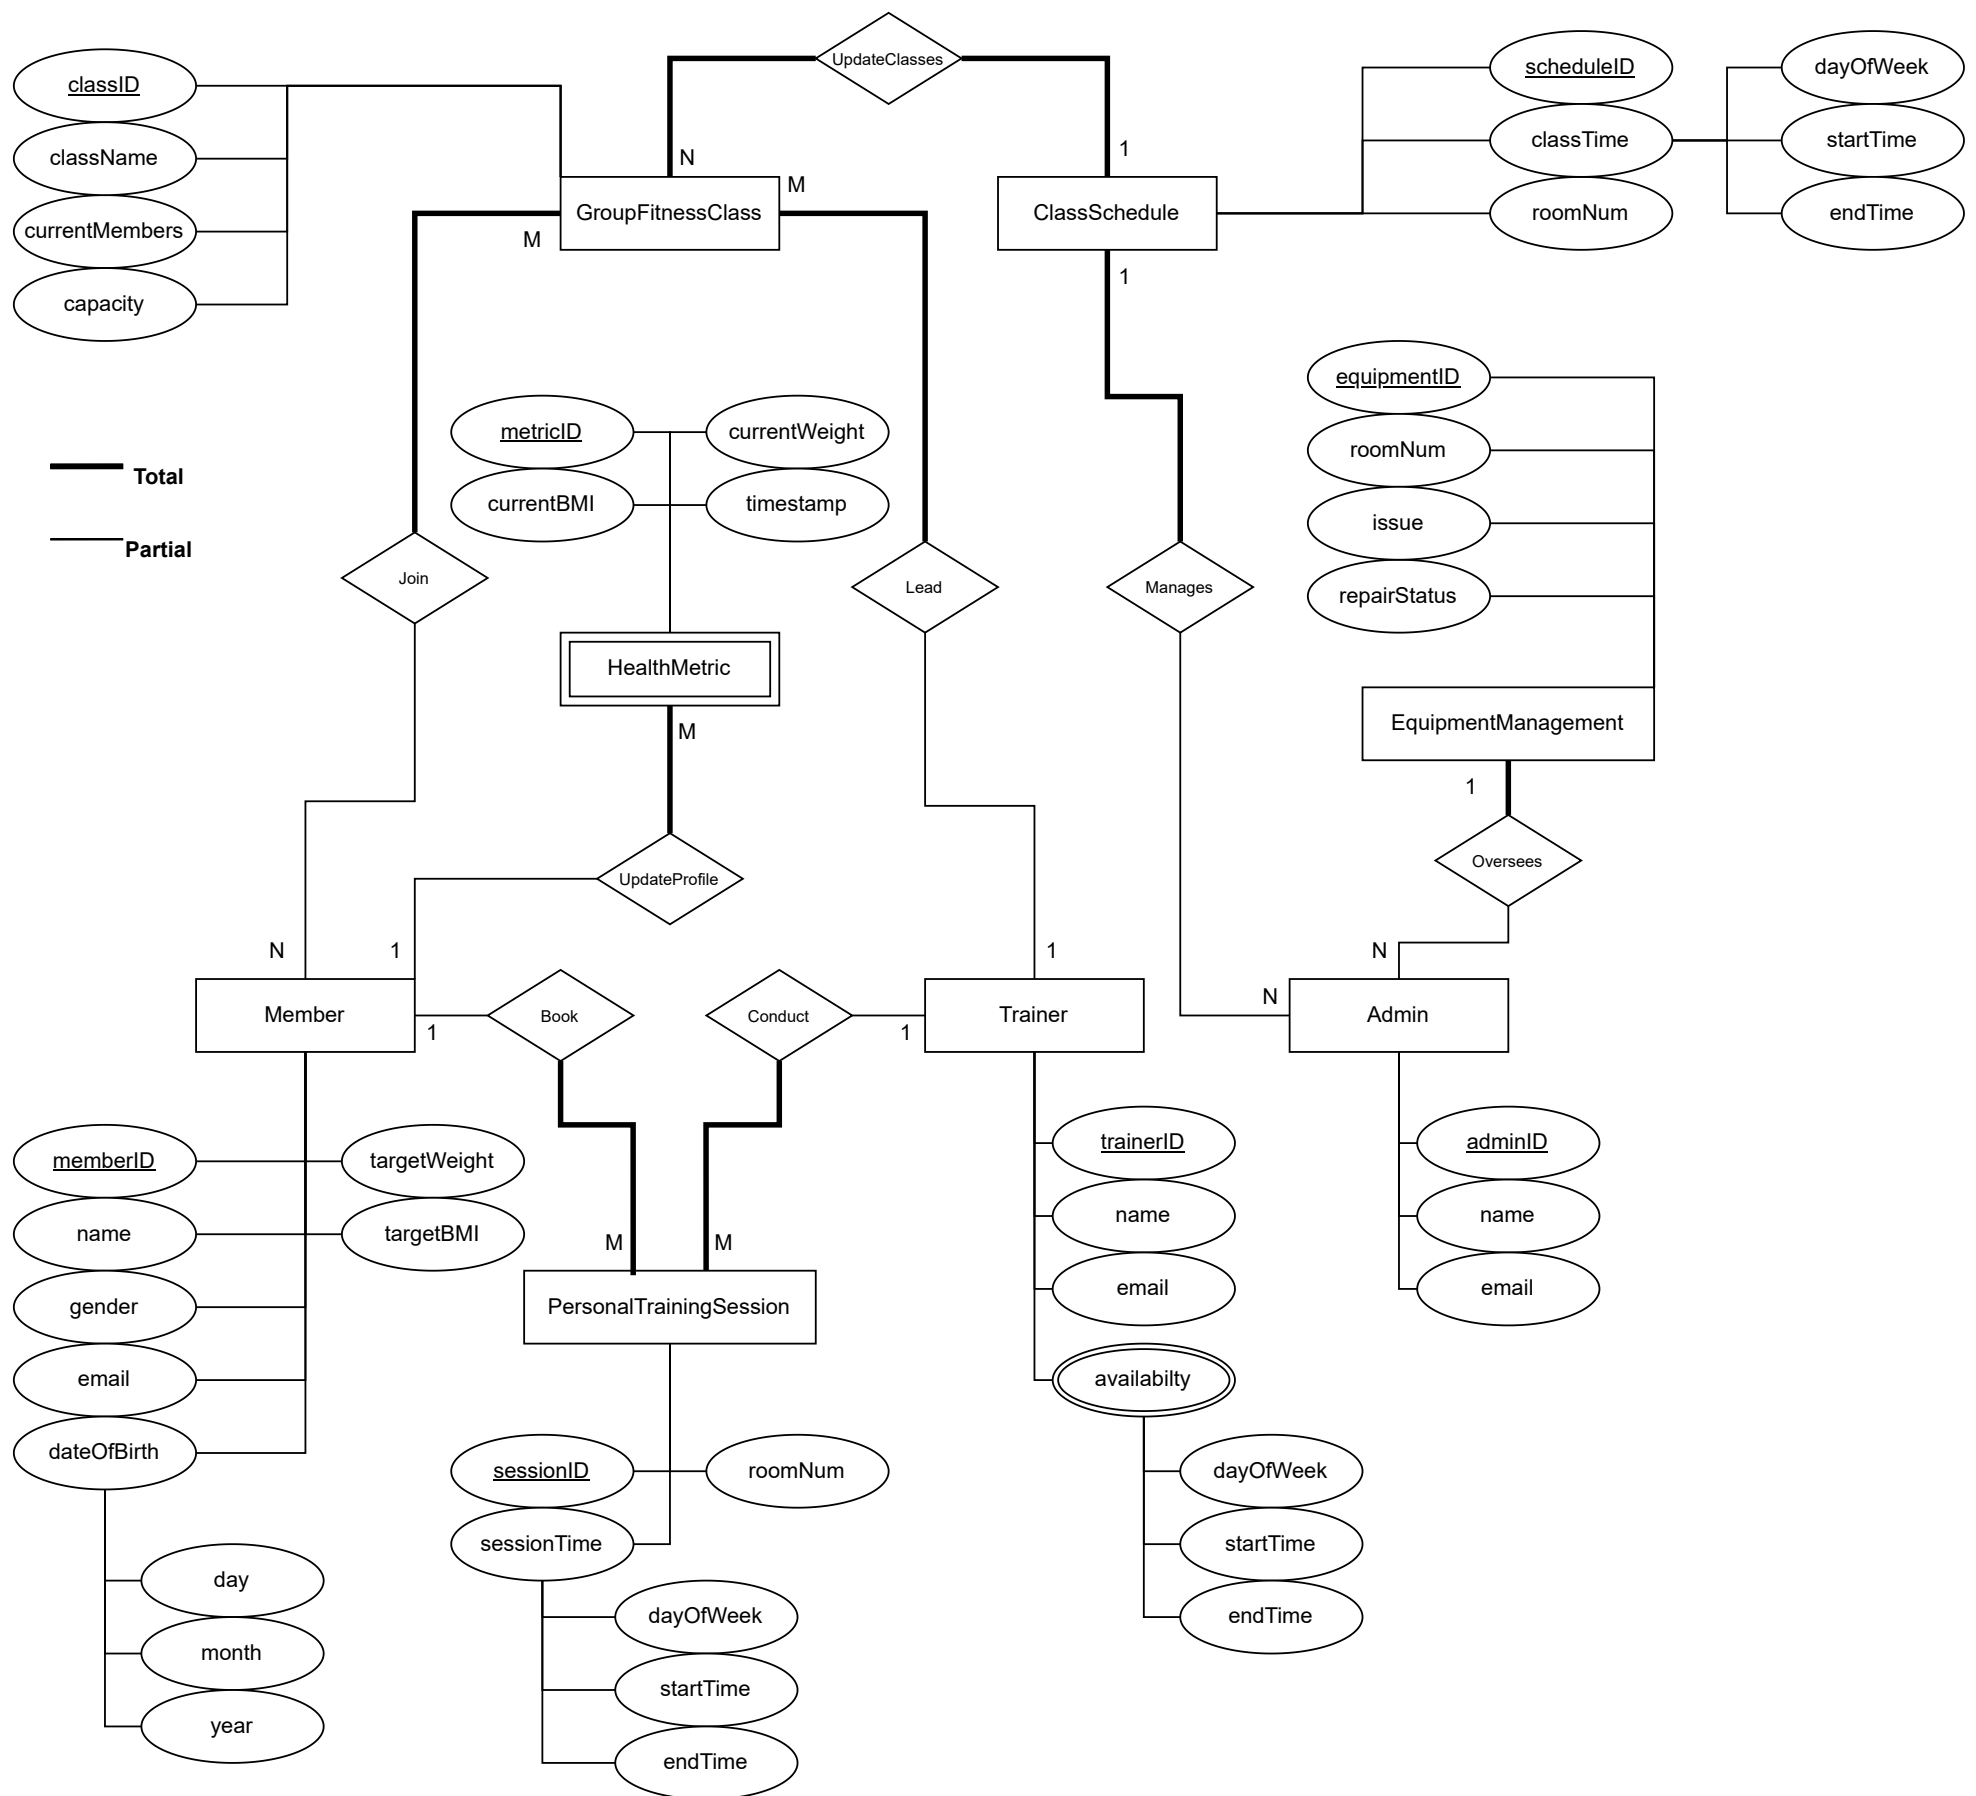 UpdateClasses
classID
className
currentMembers
capacity
N
M
GroupFitnessClass
M
1
ClassSchedule
1
scheduleID
classTime
roomNum
dayOfWeek
startTime
endTime
Total
Partial
metricID
currentWeight
currentBMI
timestamp
equipmentID
roomNum
issue
repairStatus
Join
Lead
Manages
HealthMetric
M
EquipmentManagement
1
Oversees
UpdateProfile
N
1
1
N
N
Member
1
Book
Conduct
1
Trainer
Admin
memberID
targetWeight
name
targetBMI
gender
email
dateOfBirth
day
month
year
M
M
PersonalTrainingSession
sessionID
roomNum
sessionTime
dayOfWeek
startTime
endTime
trainerID
name
email
availabilty
dayOfWeek
startTime
endTime
adminID
name
email